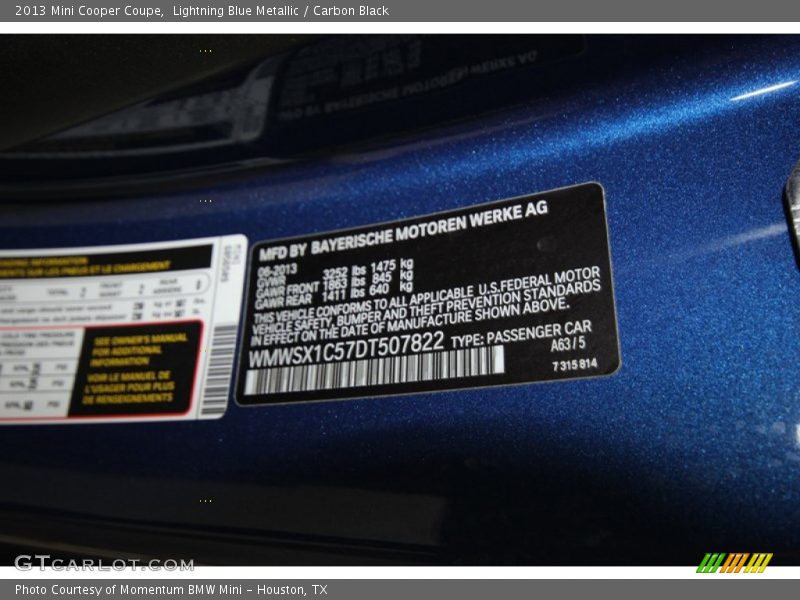 2013 Mini Cooper Coupe,  Lightning Blue Metallic / Carbon Black
MFD BY BAYERISCHE MOTOREN WERKE AG
06-2013
GVWR 3252 lbs 1475 kg
GAWR FRONT 1863 lbs 845 kg
GAWR REAR 1411 lbs 640 kg
THIS VEHICLE CONFORMS TO ALL APPLICABLE U.S.FEDERAL MOTOR
VEHICLE SAFETY, BUMPER AND THEFT PREVENTION STANDARDS
IN EFFECT ON THE DATE OF MANUFACTURE SHOWN ABOVE.
WMWSX1C57DT507822 TYPE: PASSENGER CAR
A63 / 5
7 315 814
SEE OWNER'S MANUAL
FOR ADDITIONAL
INFORMATION
VOIR LE MANUEL DE
L'USAGER POUR PLUS
DE RENSEIGNEMENTS
GTCARLOT.COM
Photo Courtesy of Momentum BMW Mini - Houston, TX